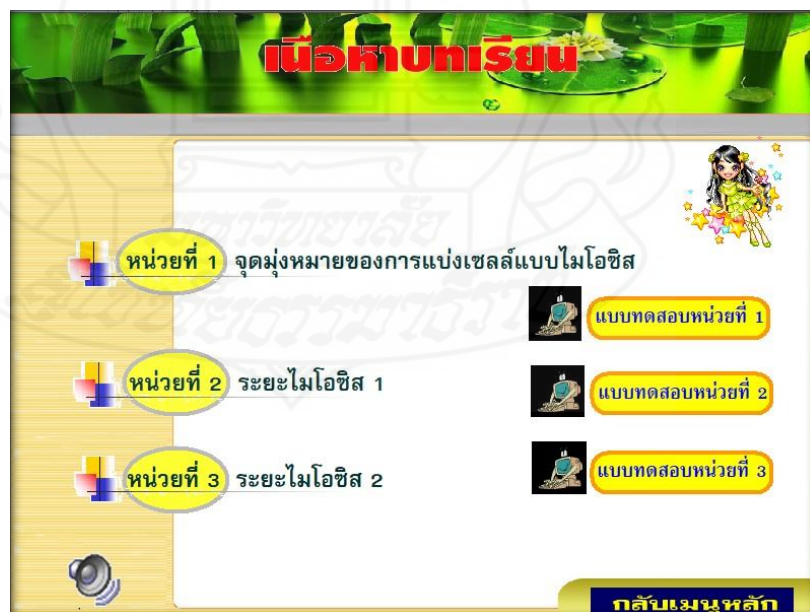 เนื้อหาบทเรียน
หน่วยที่ 1 จุดมุ่งหมายของการแบ่งเซลล์แบบไมโอซิส
แบบทดสอบหน่วยที่ 1
หน่วยที่ 2 ระยะไมโอซิส 1
แบบทดสอบหน่วยที่ 2
หน่วยที่ 3 ระยะไมโอซิส 2
แบบทดสอบหน่วยที่ 3
กลับเมนูหลัก